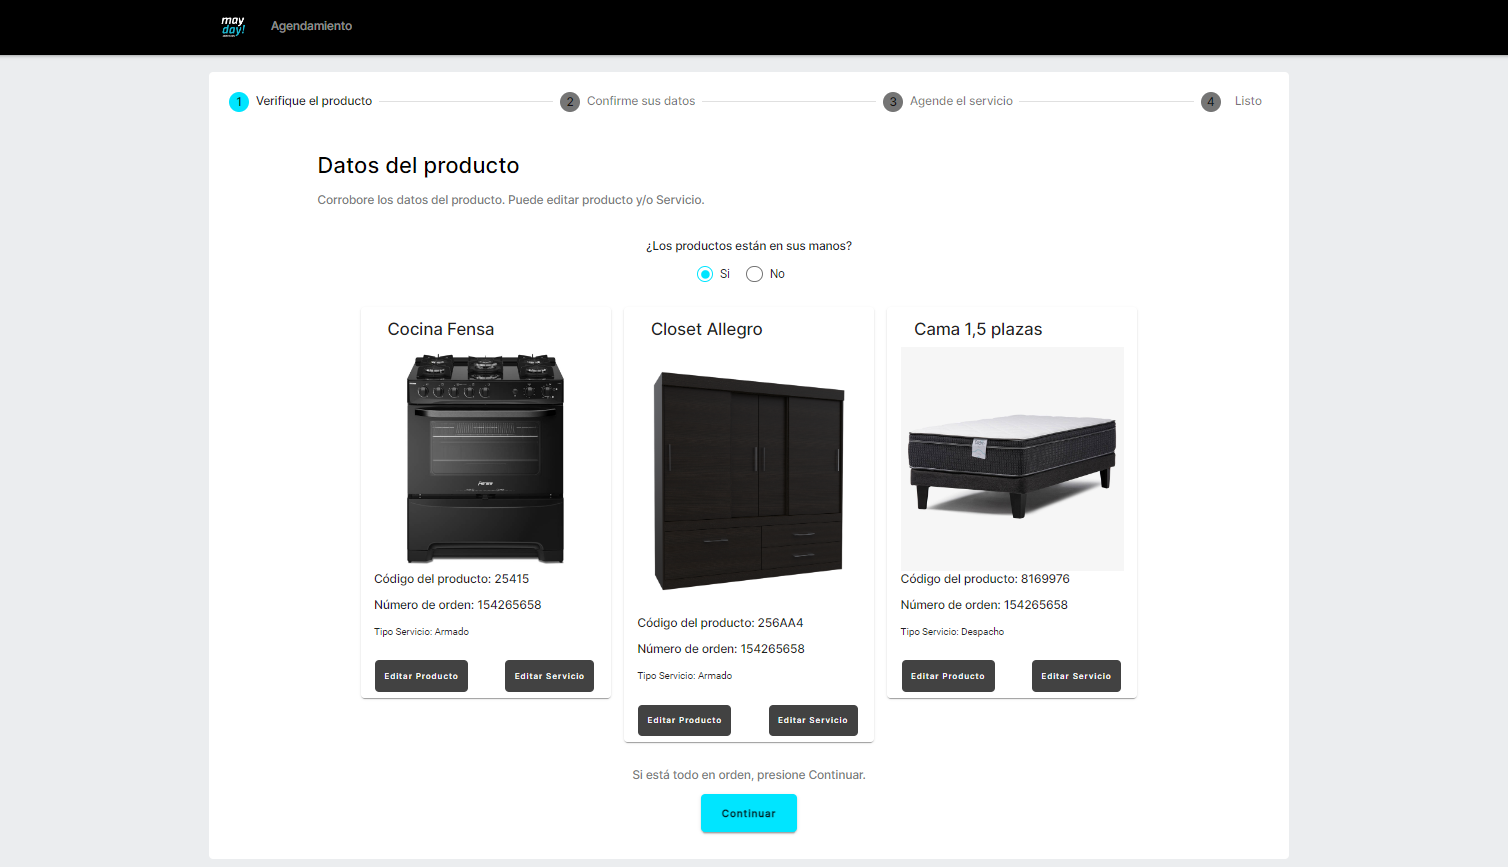 may
day!
Agendamiento
1 Verifique el producto
2 Confirme sus datos
3 Agende el servicio
4 Listo
Datos del producto
Corrobore los datos del producto. Puede editar producto y/o Servicio.
¿Los productos están en sus manos?
Si No
Cocina Fensa
Código del producto: 25415
Número de orden: 154265658
Tipo Servicio: Armado
Editar Producto Editar Servicio
Closet Allegro
Código del producto: 256AA4
Número de orden: 154265658
Tipo Servicio: Armado
Editar Producto Editar Servicio
Cama 1,5 plazas
Código del producto: 8169976
Número de orden: 154265658
Tipo Servicio: Despacho
Editar Producto Editar Servicio
Si está todo en orden, presione Continuar.
Continuar